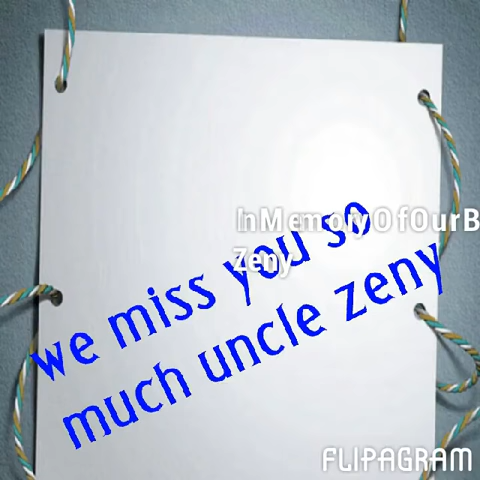 InMemoryOfOurB
Zeny
we miss you so
much uncle zeny
FLIPAGRAM